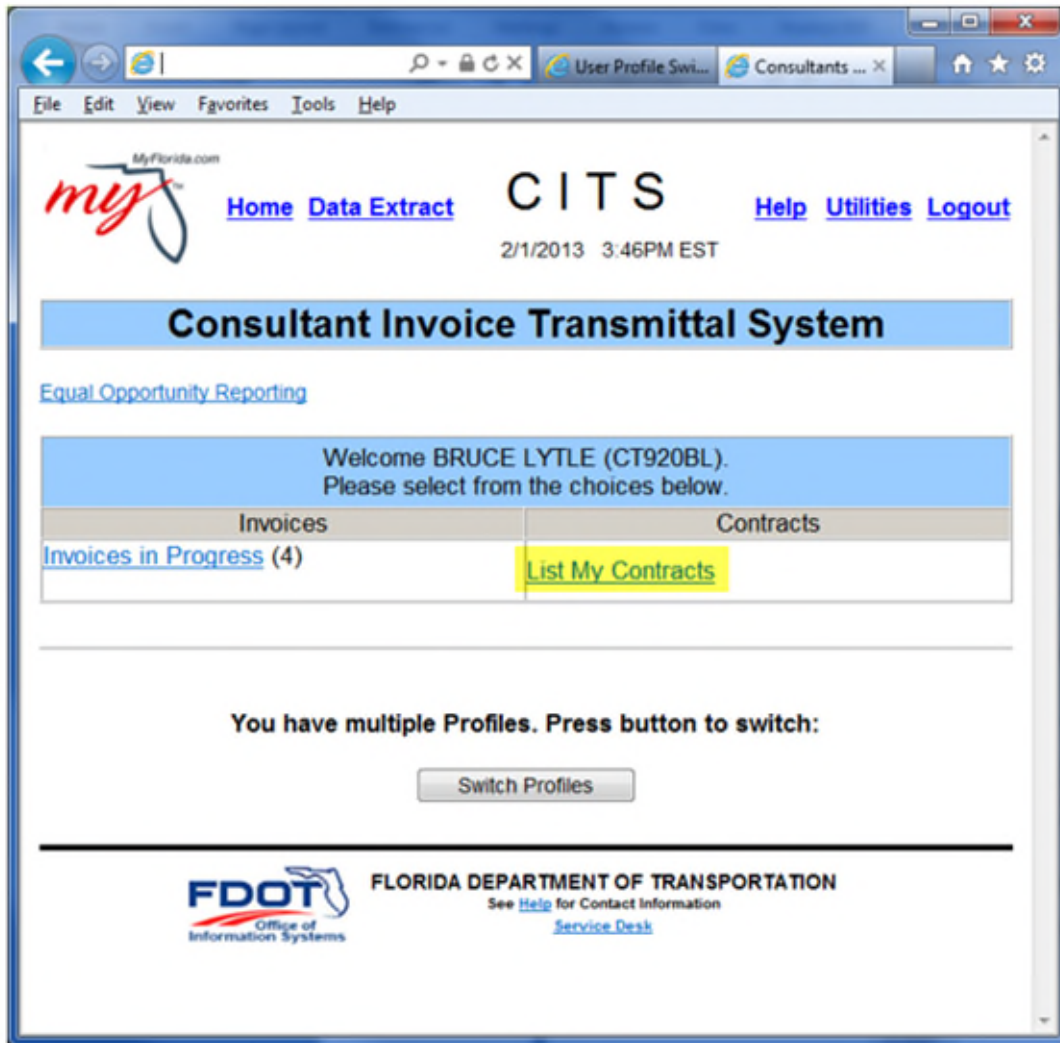 User Profile Swi... Consultants ...
File Edit View Favorites Tools Help
MyFlorida.com
my
Home Data Extract CITS Help Utilities Logout
2/1/2013 3:46PM EST
Consultant Invoice Transmittal System
Equal Opportunity Reporting
Welcome BRUCE LYTLE (CT920BL).
Please select from the choices below.
Invoices Contracts
Invoices in Progress (4) List My Contracts
You have multiple Profiles. Press button to switch:
Switch Profiles
FDOT
Office of
Information Systems
FLORIDA DEPARTMENT OF TRANSPORTATION
See Help for Contact Information
Service Desk